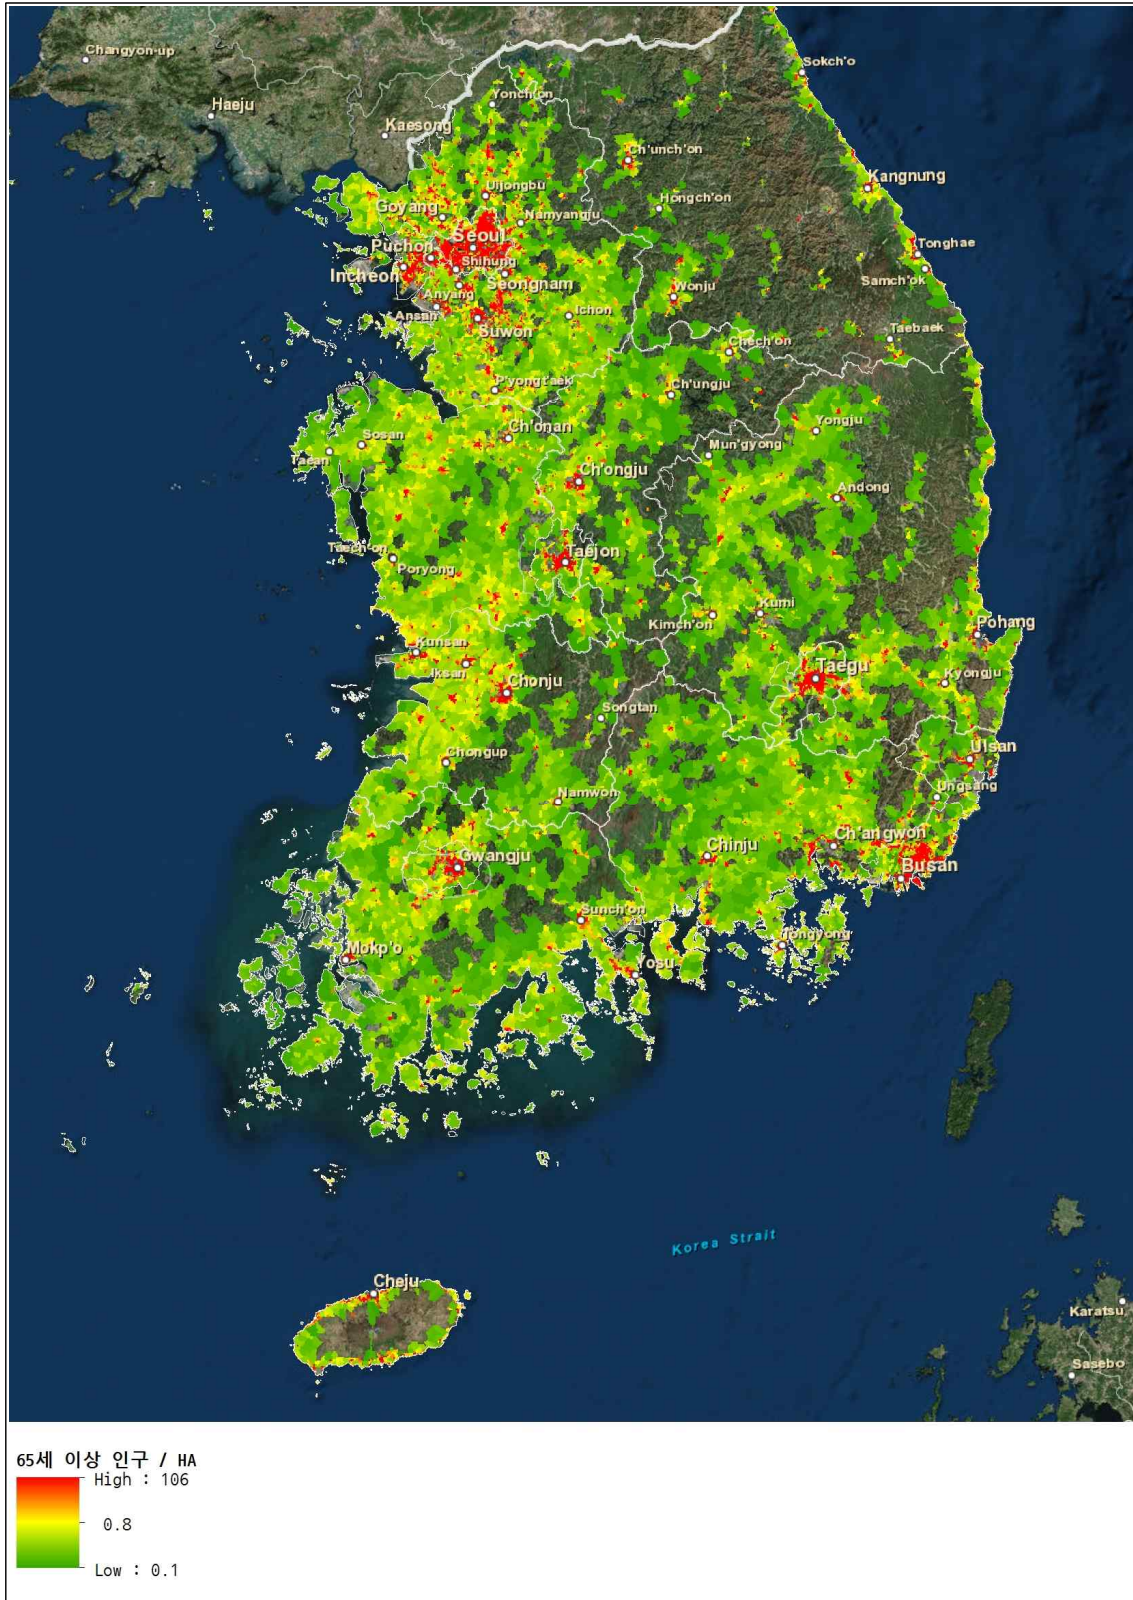 Changyon-up
Sokch'o
Haeju
Yonch'on
Kaesong
Ch'unch'on
Kangnung
Uijongbu
Hongch'on
Goyang
Namyangju
Seoul
Puchon
Tonghae
Shihung
Incheon
Samch'ok
Seongnam
Anyang
Wonju
Ansan
Ichon
Suwon
Taebaek
Chech'on
P'yongt'aek
Ch'ungju
Ch'onan
Yongju
Sosan
Mun'gyong
Taean
Ch'ongju
Andong
Taech'on
Taejon
Poryong
Kumi
Kimch'on
Pohang
Kunsan
Iksan
Taegu
Kyongju
Chonju
Songtan
Ulsan
Chongup
Ungsang
Namwon
Ch'angwon
Chinju
Gwangju
Busan
Sunch'on
Tongyong
Mokp'o
Yosu
Korea Strait
Cheju
Karatsu
Sasebo
65세 이상 인구 / HA
High : 106
0.8
Low : 0.1